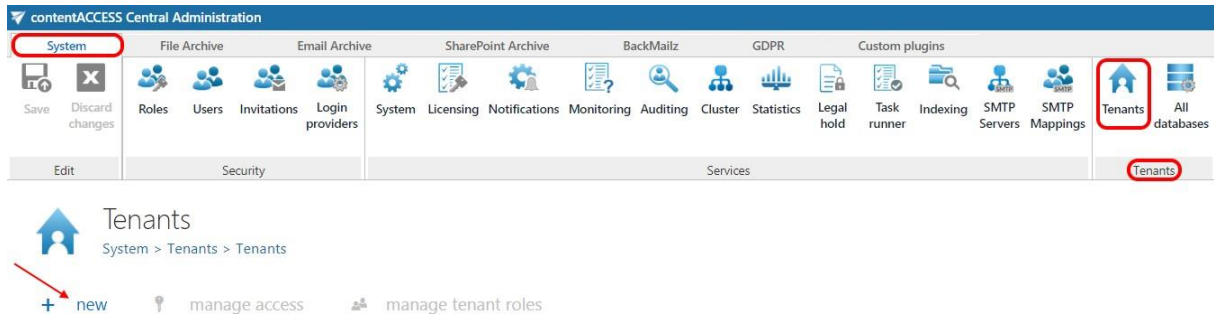 contentACCESS Central Administration
System File Archive Email Archive SharePoint Archive BackMailz GDPR Custom plugins
Save Discard changes Roles Users Invitations Login providers System Licensing Notifications Monitoring Auditing Cluster Statistics Legal hold Task runner Indexing SMTP Servers SMTP Mappings Tenants All databases
Edit Security Services Tenants
Tenants
System > Tenants > Tenants
+ new manage access manage tenant roles